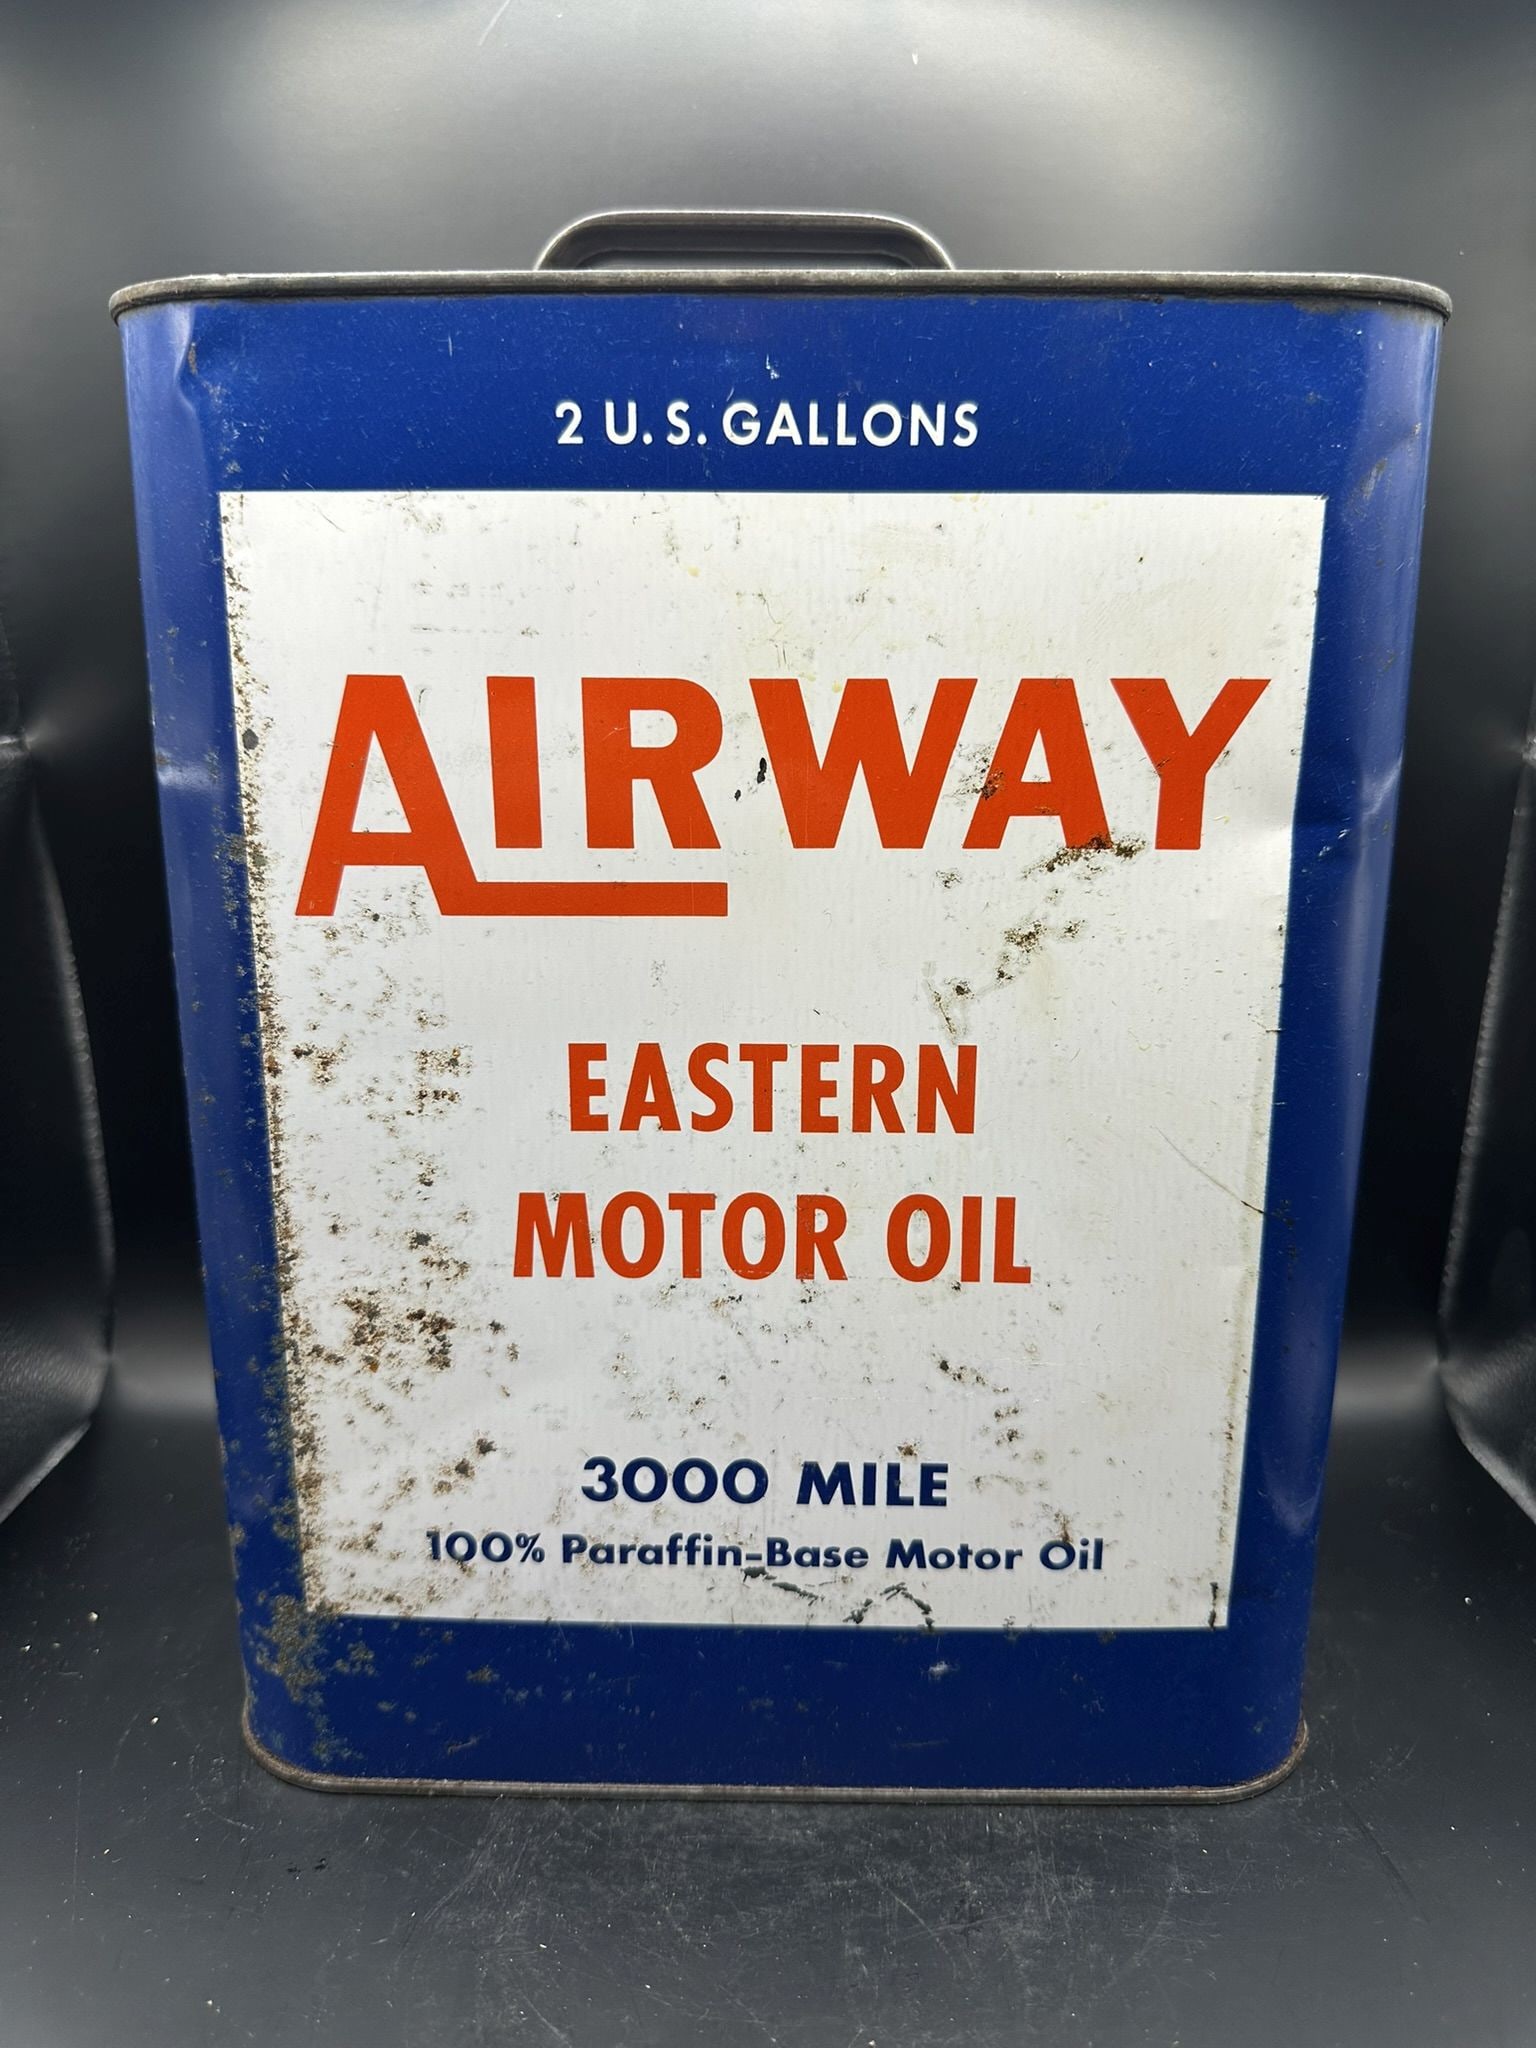 2 U.S. GALLONS
AIRWAY
EASTERN
MOTOR OIL
3000 MILE
100% Paraffin-Base Motor Oil